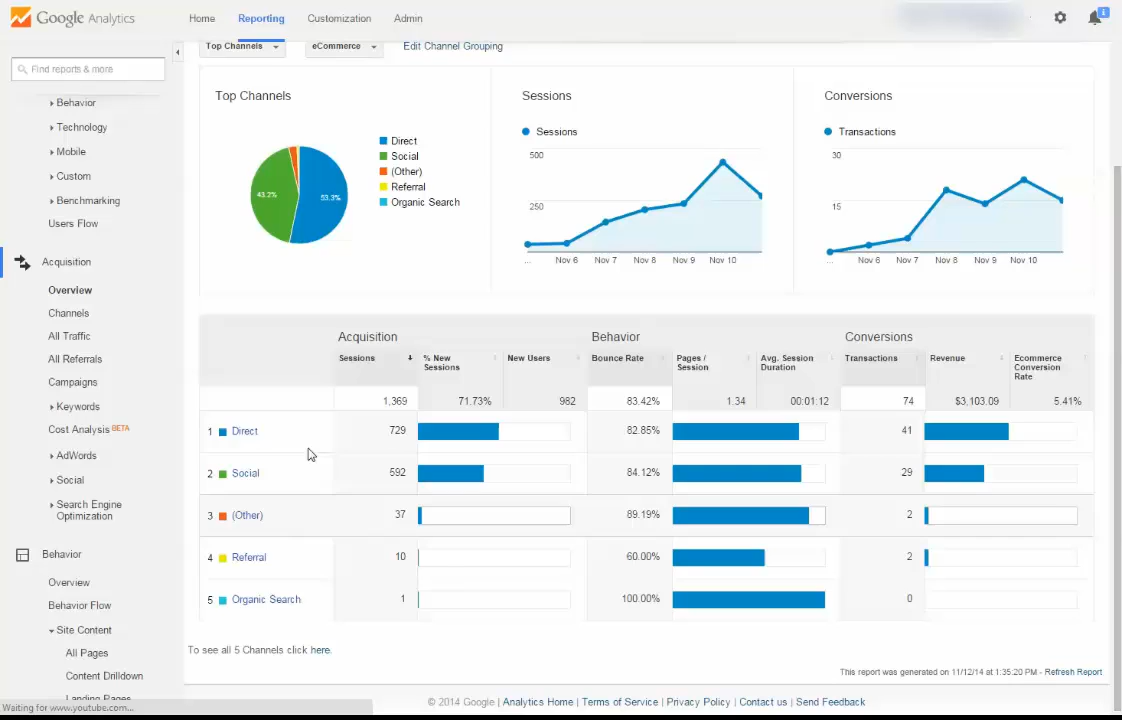 Google Analytics
Home Reporting Customization Admin
Top Channels eCommerce Edit Channel Grouping
Find reports & more
Behavior
Technology
Mobile
Custom
Benchmarking
Users Flow
Acquisition
Overview
Channels
All Traffic
All Referrals
Campaigns
Keywords
Cost Analysis BETA
AdWords
Social
Search Engine
Optimization
Behavior
Overview
Behavior Flow
Site Content
All Pages
Content Drilldown
Landing Pages
Waiting for www.youtube.com...
Top Channels
Direct
Social
(Other)
Referral
Organic Search
43.2%
53.3%
Sessions
Sessions
500
250
... Nov 6 Nov 7 Nov 8 Nov 9 Nov 10
Conversions
Transactions
30
15
... Nov 6 Nov 7 Nov 8 Nov 9 Nov 10
Acquisition Behavior Conversions
Sessions % New Sessions New Users Bounce Rate Pages / Session Avg. Session Duration Transactions Revenue Ecommerce Conversion Rate
1,369 71.73% 982 83.42% 1.34 00:01:12 74 $3,103.09 5.41%
1 Direct 729 82.85% 41
2 Social 592 84.12% 29
3 (Other) 37 89.19% 2
4 Referral 10 60.00% 2
5 Organic Search 1 100.00% 0
To see all 5 Channels click here.
This report was generated on 11/12/14 at 1:35:20 PM - Refresh Report
© 2014 Google | Analytics Home | Terms of Service | Privacy Policy | Contact us | Send Feedback